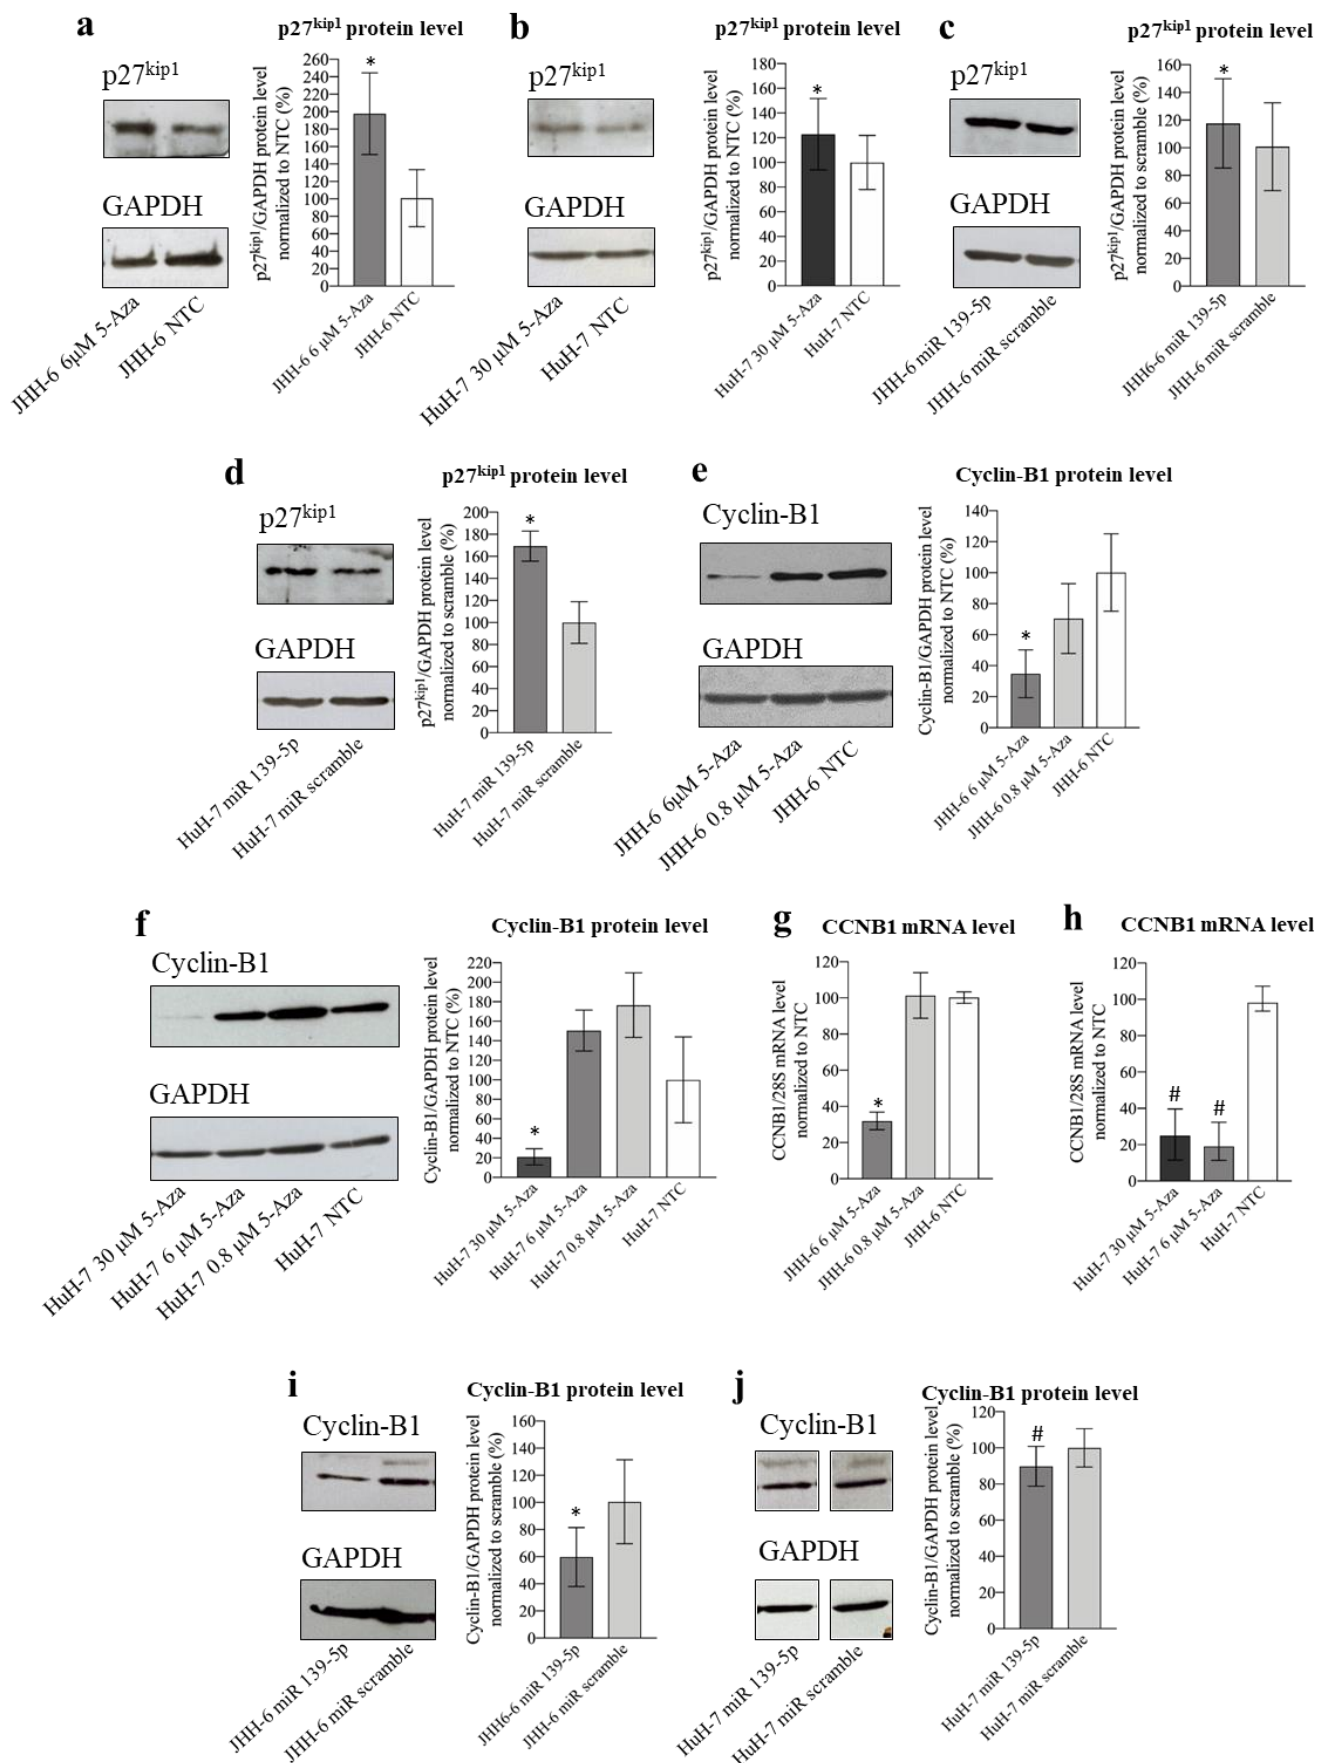 a
p27kip1
GAPDH
JHH-6 6μM 5-Aza
JHH-6 NTC
p27kip1 protein level
p27kip1/GAPDH protein level
normalized to NTC (%)
260
240
220
200
180
160
140
120
100
80
60
40
20
0
*
JHH-6 6 μM 5-Aza
JHH-6 NTC
b
p27kip1
GAPDH
HuH-7 30 μM 5-Aza
HuH-7 NTC
p27kip1 protein level
p27kip1/GAPDH protein level
normalized to NTC (%)
180
160
140
120
100
80
60
40
20
0
*
HuH-7 30 μM 5-Aza
HuH-7 NTC
c
p27kip1
GAPDH
JHH-6 miR 139-5p
JHH-6 miR scramble
p27kip1 protein level
p27kip1/GAPDH protein level
normalized to scramble (%)
160
140
120
100
80
60
40
20
0
*
JHH6-6 miR 139-5p
JHH-6 miR scramble
d
p27kip1
GAPDH
HuH-7 miR 139-5p
HuH-7 miR scramble
p27kip1 protein level
p27kip1/GAPDH protein level
normalized to scramble (%)
200
180
160
140
120
100
80
60
40
20
0
*
HuH-7 miR 139-5p
HuH-7 miR scramble
e
Cyclin-B1
GAPDH
JHH-6 6μM 5-Aza
JHH-6 0.8 μM 5-Aza
JHH-6 NTC
Cyclin-B1 protein level
Cyclin-B1/GAPDH protein level
normalized to NTC (%)
140
120
100
80
60
40
20
0
*
JHH-6 6 μM 5-Aza
JHH-6 0.8 μM 5-Aza
JHH-6 NTC
f
Cyclin-B1
GAPDH
HuH-7 30 μM 5-Aza
HuH-7 6 μM 5-Aza
HuH-7 0.8 μM 5-Aza
HuH-7 NTC
Cyclin-B1 protein level
Cyclin-B1/GAPDH protein level
normalized to NTC (%)
220
200
180
160
140
120
100
80
60
40
20
0
*
HuH-7 30 μM 5-Aza
HuH-7 6 μM 5-Aza
HuH-7 0.8 μM 5-Aza
HuH-7 NTC
g
CCNB1 mRNA level
CCNB1/28S mRNA level
normalized to NTC
120
100
80
60
40
20
0
*
JHH-6 6 μM 5-Aza
JHH-6 0.8 μM 5-Aza
JHH-6 NTC
h
CCNB1 mRNA level
CCNB1/28S mRNA level
normalized to NTC
120
100
80
60
40
20
0
#
#
HuH-7 30 μM 5-Aza
HuH-7 6 μM 5-Aza
HuH-7 NTC
i
Cyclin-B1
GAPDH
JHH-6 miR 139-5p
JHH-6 miR scramble
Cyclin-B1 protein level
Cyclin-B1/GAPDH protein level
normalized to scramble (%)
160
140
120
100
80
60
40
20
0
*
JHH6-6 miR 139-5p
JHH-6 miR scramble
j
Cyclin-B1
GAPDH
HuH-7 miR 139-5p
HuH-7 miR scramble
Cyclin-B1 protein level
Cyclin-B1/GAPDH protein level
normalized to scramble (%)
120
100
80
60
40
20
0
#
HuH-7 miR 139-5p
HuH-7 miR scramble